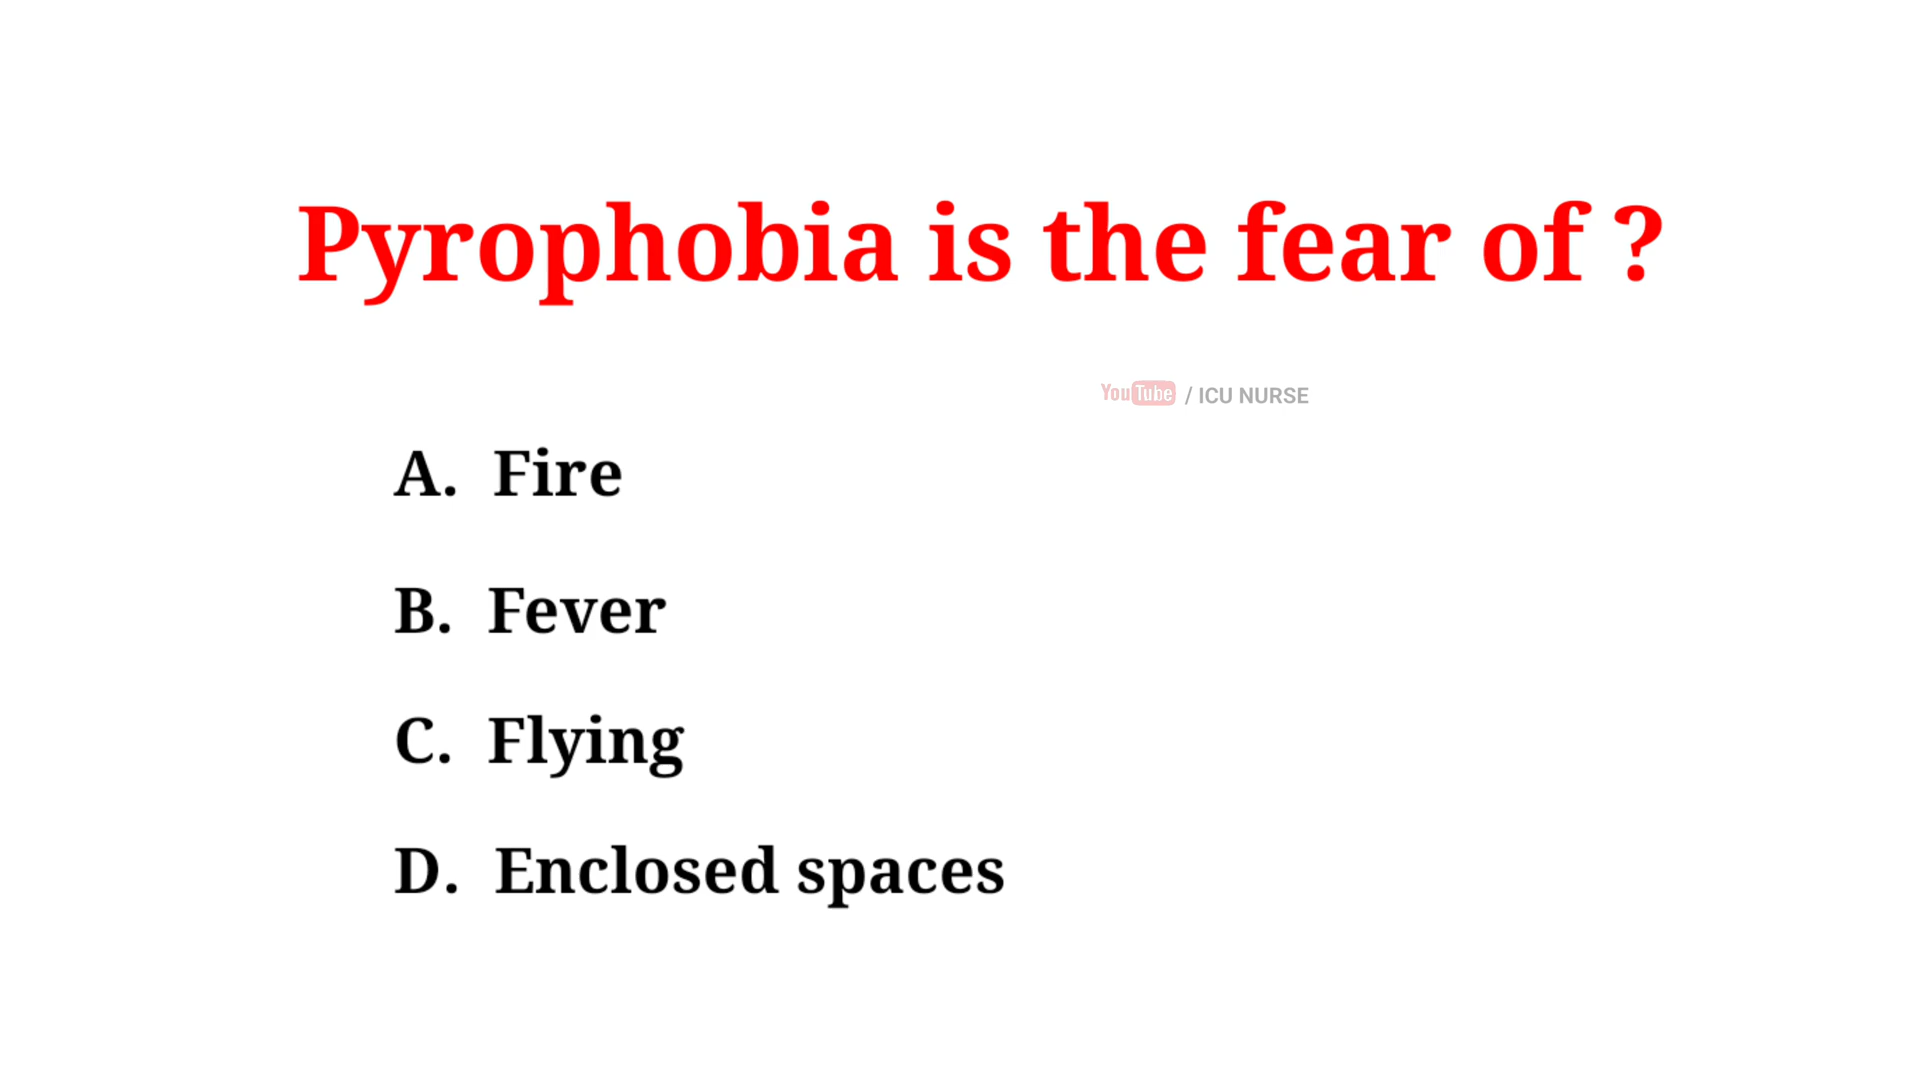 Pyrophobia is the fear of ?
YouTube / ICU NURSE
A. Fire
B. Fever
C. Flying
D. Enclosed spaces